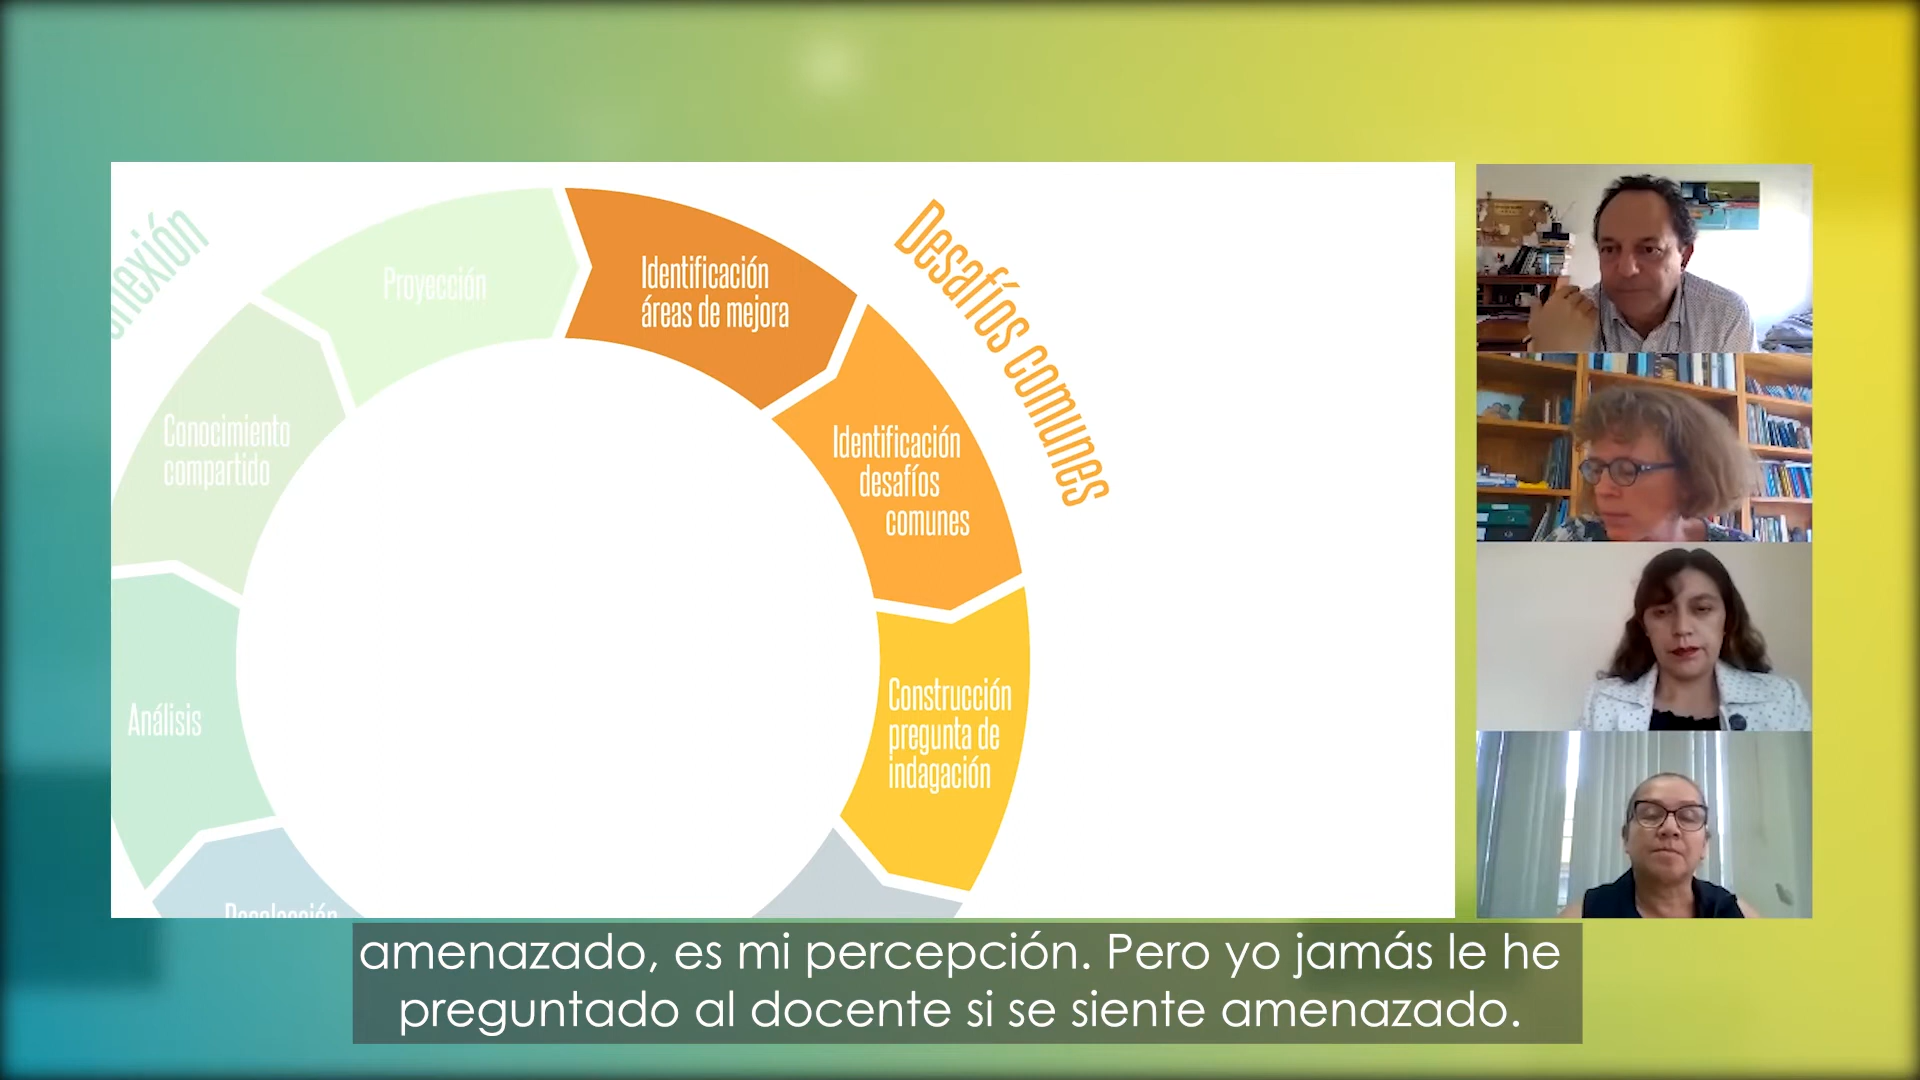 Proyección
Identificación
áreas de mejora
Desafíos comunes
Identificación
desafíos
comunes
Conocimiento
compartido
Construcción
pregunta de
indagación
Análisis
amenazado, es mi percepción. Pero yo jamás le he
preguntado al docente si se siente amenazado.